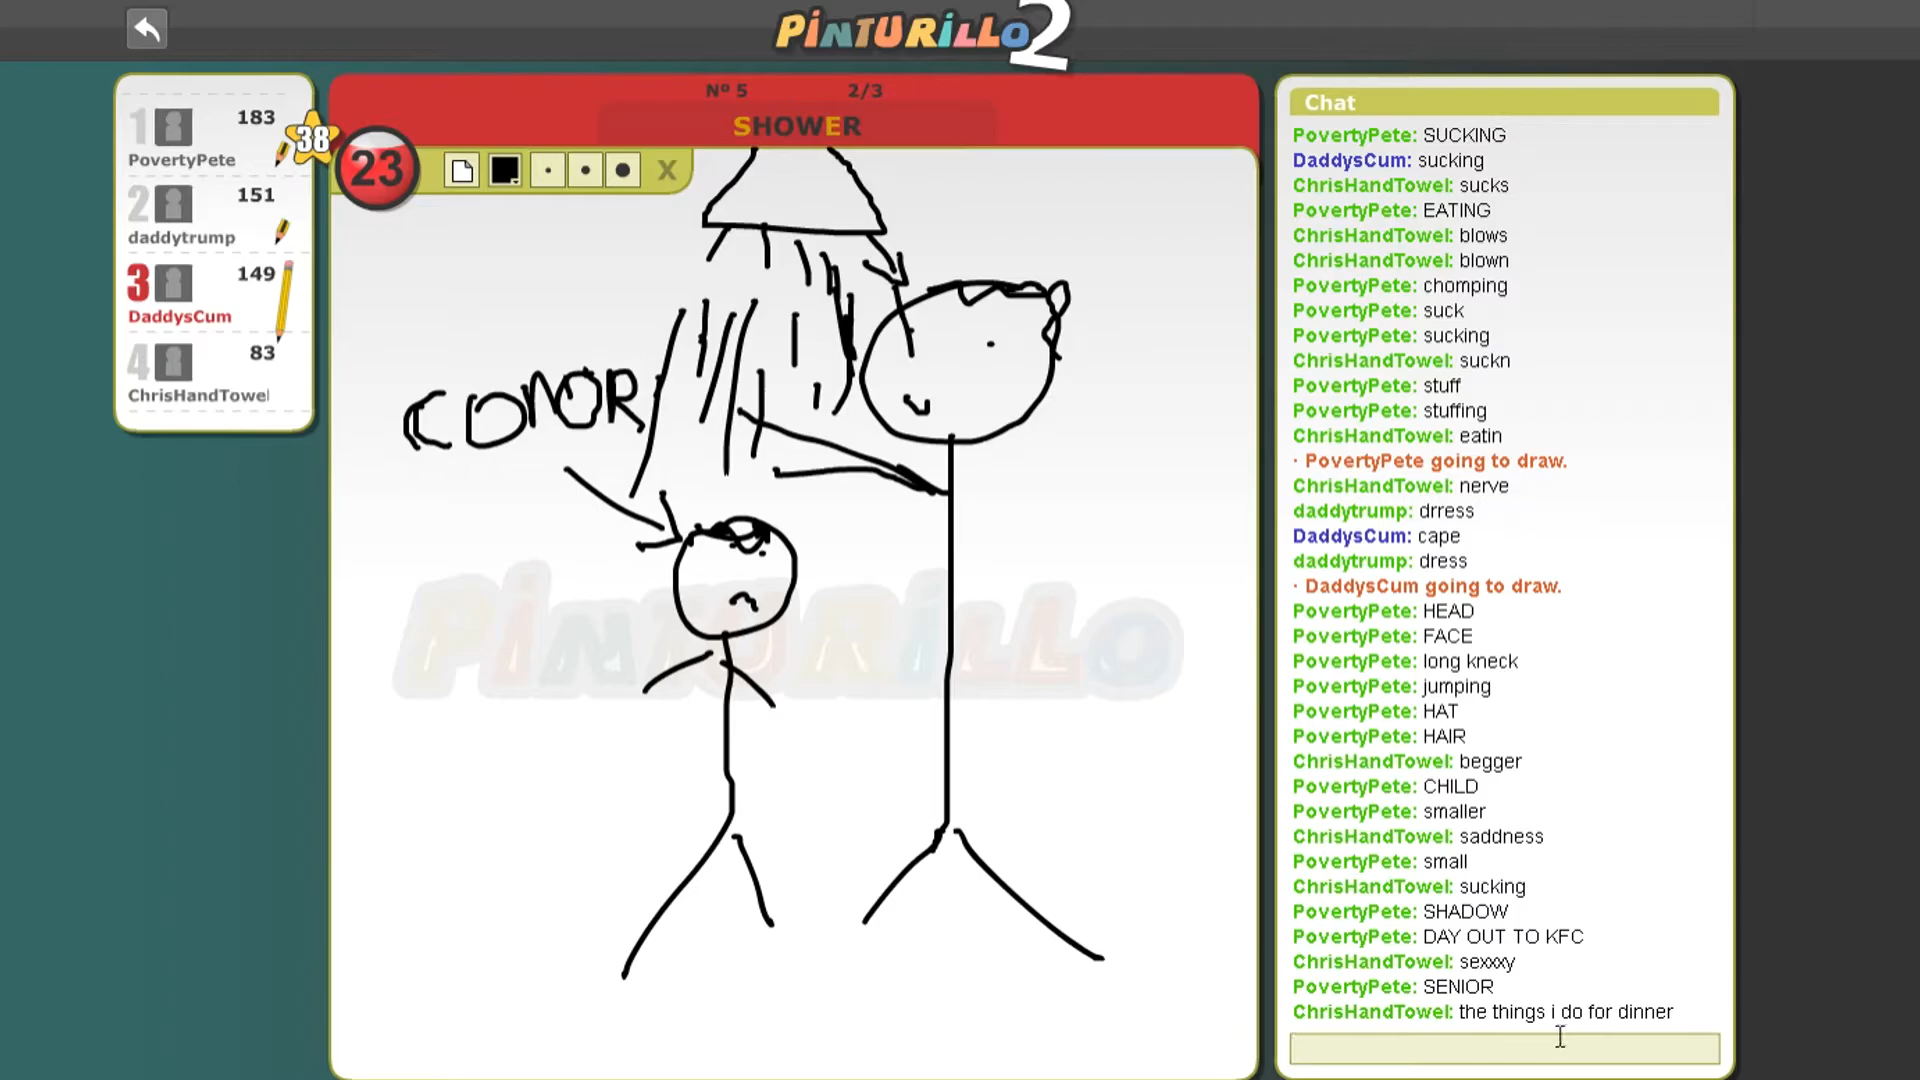 PINTURILLO 2
1 183
PovertyPete
38
2 151
daddytrump
3 149
DaddysCum
4 83
ChrisHandTowel
Nº 5 2/3
SHOWER
23
X
CONOR
PINTURILLO
Chat
PovertyPete: SUCKING
DaddysCum: sucking
ChrisHandTowel: sucks
PovertyPete: EATING
ChrisHandTowel: blows
ChrisHandTowel: blown
PovertyPete: chomping
PovertyPete: suck
PovertyPete: sucking
ChrisHandTowel: suckn
PovertyPete: stuff
PovertyPete: stuffing
ChrisHandTowel: eatin
· PovertyPete going to draw.
ChrisHandTowel: nerve
daddytrump: drress
DaddysCum: cape
daddytrump: dress
· DaddysCum going to draw.
PovertyPete: HEAD
PovertyPete: FACE
PovertyPete: long kneck
PovertyPete: jumping
PovertyPete: HAT
PovertyPete: HAIR
ChrisHandTowel: begger
PovertyPete: CHILD
PovertyPete: smaller
ChrisHandTowel: saddness
PovertyPete: small
ChrisHandTowel: sucking
PovertyPete: SHADOW
PovertyPete: DAY OUT TO KFC
ChrisHandTowel: sexxxy
PovertyPete: SENIOR
ChrisHandTowel: the things i do for dinner